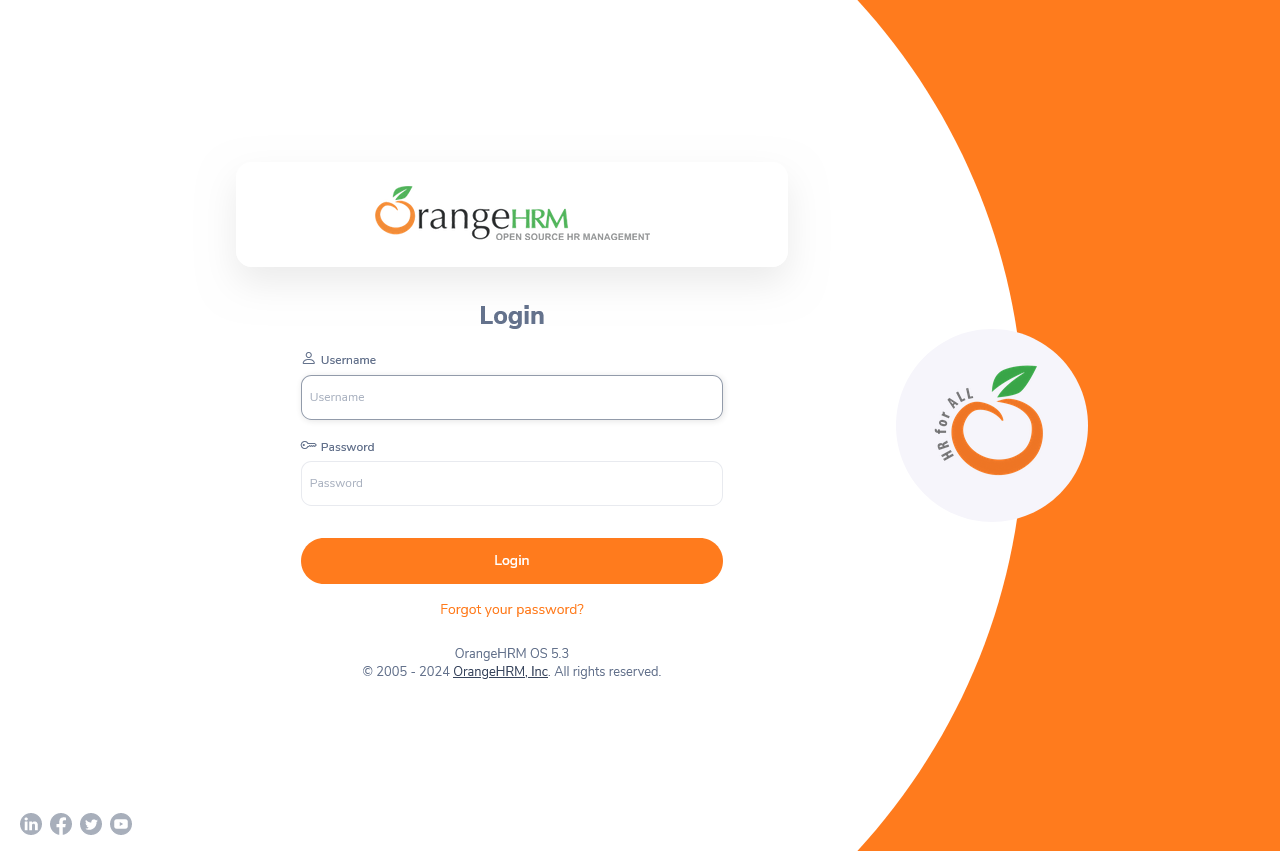 OrangeHRM
OPEN SOURCE HR MANAGEMENT
Login
Username
Username
Password
Password
Login
Forgot your password?
OrangeHRM OS 5.3
© 2005 - 2024 OrangeHRM, Inc. All rights reserved.
HR for ALL